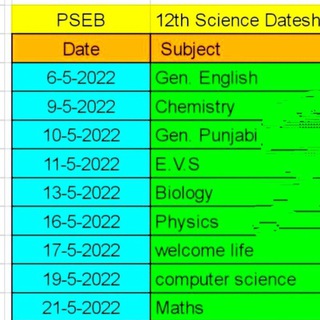 PSEB 12th Science Datesh
Date Subject
6-5-2022 Gen. English
9-5-2022 Chemistry
10-5-2022 Gen. Punjabi
11-5-2022 E.V.S
13-5-2022 Biology
16-5-2022 Physics
17-5-2022 welcome life
19-5-2022 computer science
21-5-2022 Maths